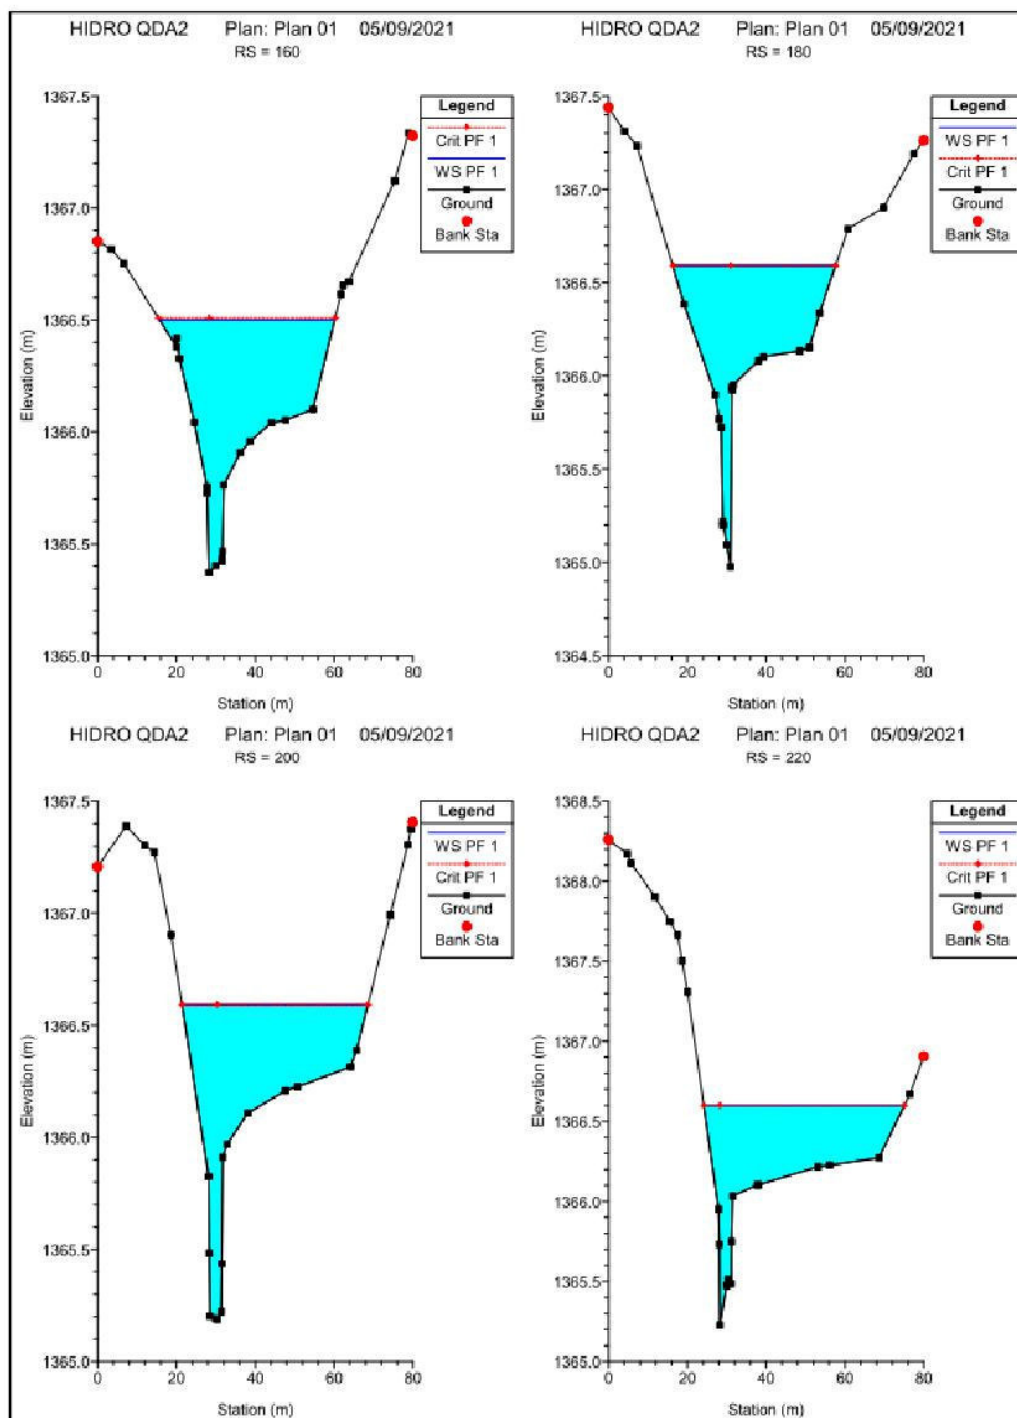 HIDRO QDA2 Plan: Plan 01 05/09/2021
RS = 160
Legend
Crit PF 1
WS PF 1
Ground
Bank Sta
Elevation (m)
1367.5
1367.0
1366.5
1366.0
1365.5
1365.0
0 20 40 60 80
Station (m)
HIDRO QDA2 Plan: Plan 01 05/09/2021
RS = 180
Legend
WS PF 1
Crit PF 1
Ground
Bank Sta
Elevation (m)
1367.5
1367.0
1366.5
1366.0
1365.5
1365.0
1364.5
0 20 40 60 80
Station (m)
HIDRO QDA2 Plan: Plan 01 05/09/2021
RS = 200
Legend
WS PF 1
Crit PF 1
Ground
Bank Sta
Elevation (m)
1367.5
1367.0
1366.5
1366.0
1365.5
1365.0
0 20 40 60 80
Station (m)
HIDRO QDA2 Plan: Plan 01 05/09/2021
RS = 220
Legend
WS PF 1
Crit PF 1
Ground
Bank Sta
Elevation (m)
1368.5
1368.0
1367.5
1367.0
1366.5
1366.0
1365.5
1365.0
0 20 40 60 80
Station (m)